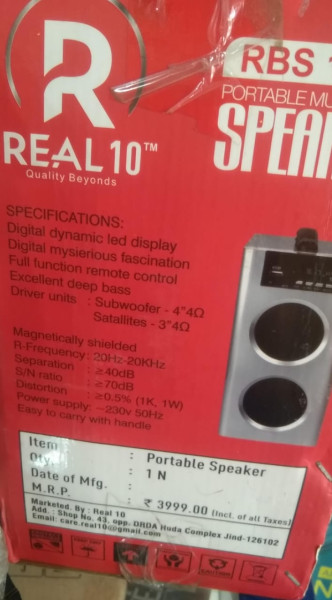 R
REAL 10™
Quality Beyonds
RBS
PORTABLE MU
SPEA
SPECIFICATIONS:
Digital dynamic led display
Digital mysierious fascination
Full function remote control
Excellent deep bass
Driver units : Subwoofer - 4"4Ω
Satallites - 3"4Ω
Magnetically shielded
R-Frequency : 20Hz-20KHz
Separation : ≥40dB
S/N ratio : ≥70dB
Distortion : ≥0.5% (1K, 1W)
Power supply: ~230v 50Hz
Easy to carry with handle
Item : Portable Speaker
Qty. : 1 N
Date of Mfg. :
M.R.P. : ₹ 3999.00 (Incl. of all Taxes)
Marketed. By : Real 10
Add. : Shop No. 43, opp. DRDA Huda Complex Jind-126102
Email: care.real10@gmail.com